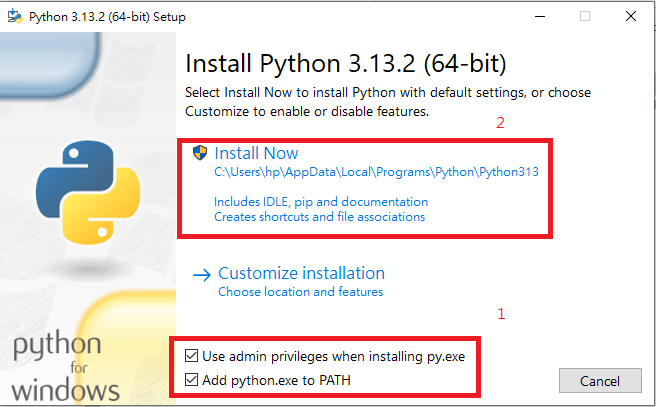 Python 3.13.2 (64-bit) Setup
Install Python 3.13.2 (64-bit)
Select Install Now to install Python with default settings, or choose
Customize to enable or disable features.
2
Install Now
C:\Users\hp\AppData\Local\Programs\Python\Python313
Includes IDLE, pip and documentation
Creates shortcuts and file associations
Customize installation
Choose location and features
1
Use admin privileges when installing py.exe
Add python.exe to PATH
python
for
windows
Cancel